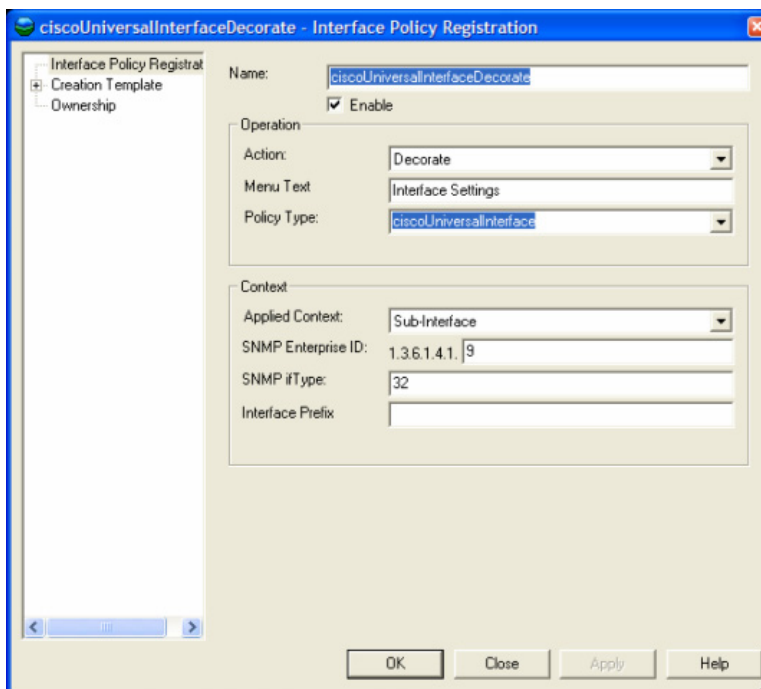 ciscoUniversalInterfaceDecorate - Interface Policy Registration
Interface Policy Registrat
Creation Template
Ownership
Name: ciscoUniversalInterfaceDecorate
Enable
Operation
Action: Decorate
Menu Text Interface Settings
Policy Type: ciscoUniversalInterface
Context
Applied Context: Sub-Interface
SNMP Enterprise ID: 1.3.6.1.4.1. 9
SNMP ifType: 32
Interface Prefix
OK Close Apply Help